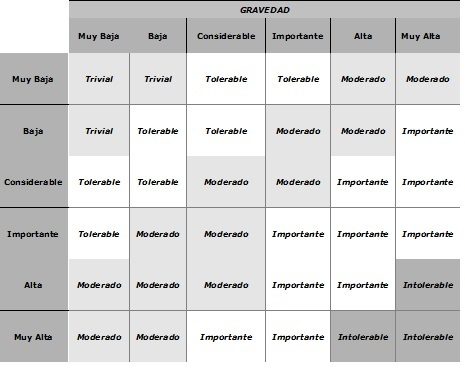 GRAVEDAD
Muy Baja Baja Considerable Importante Alta Muy Alta
Muy Baja Trivial Trivial Tolerable Tolerable Moderado Moderado
Baja Trivial Tolerable Tolerable Moderado Moderado Importante
Considerable Tolerable Tolerable Moderado Moderado Importante Importante
Importante Tolerable Moderado Moderado Importante Importante Importante
Alta Moderado Moderado Moderado Importante Importante Intolerable
Muy Alta Moderado Moderado Importante Importante Intolerable Intolerable